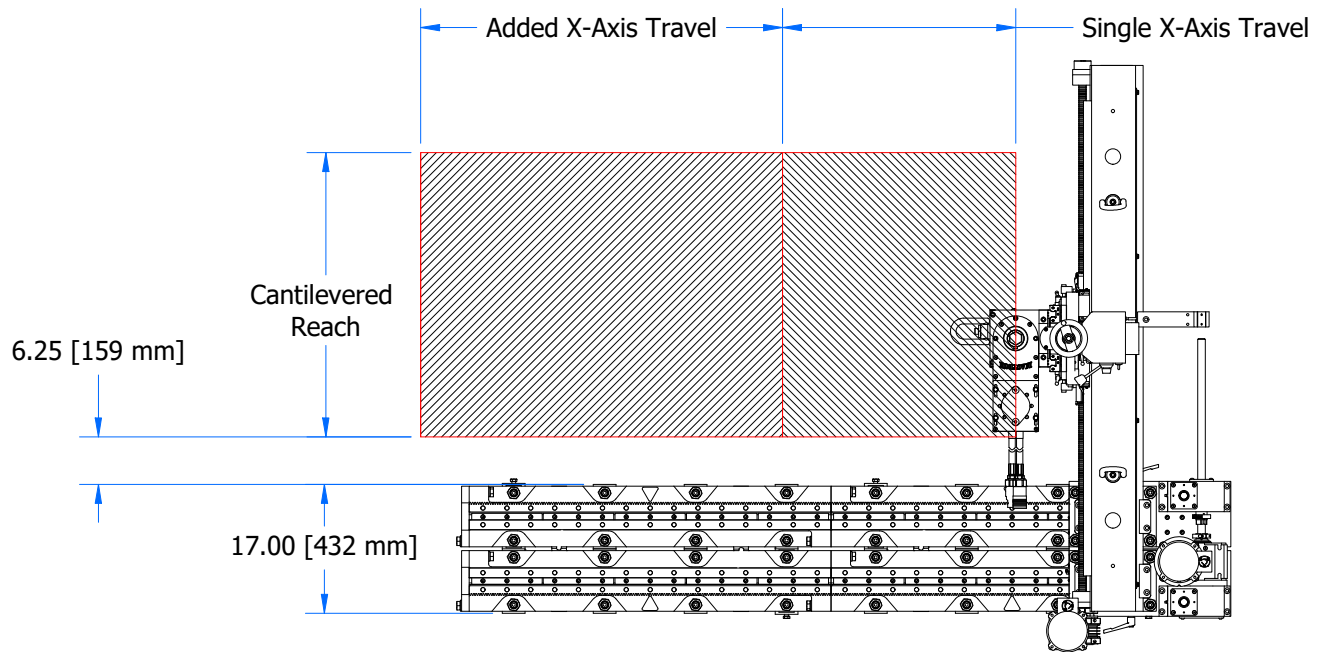 Added X-Axis Travel
Single X-Axis Travel
Cantilevered
Reach
6.25 [159 mm]
17.00 [432 mm]